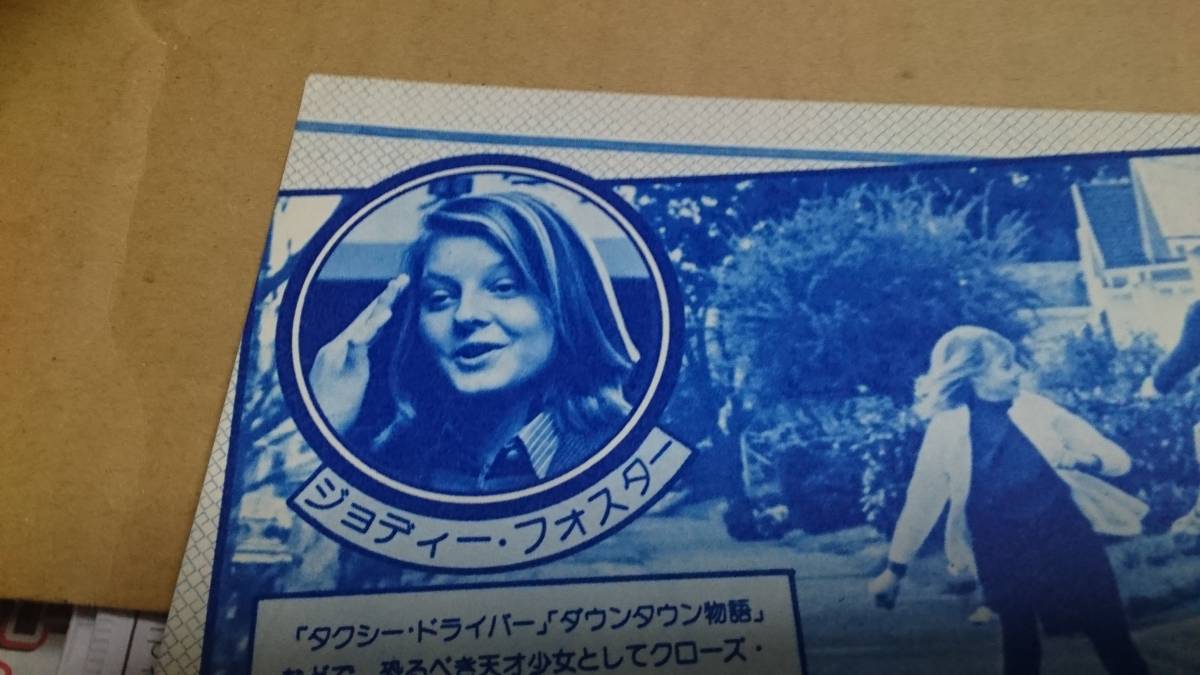 ジョディー・フォスター
「タクシー・ドライバー」「ダウンタウン物語」
などで、恐るべき天才少女としてクローズ・